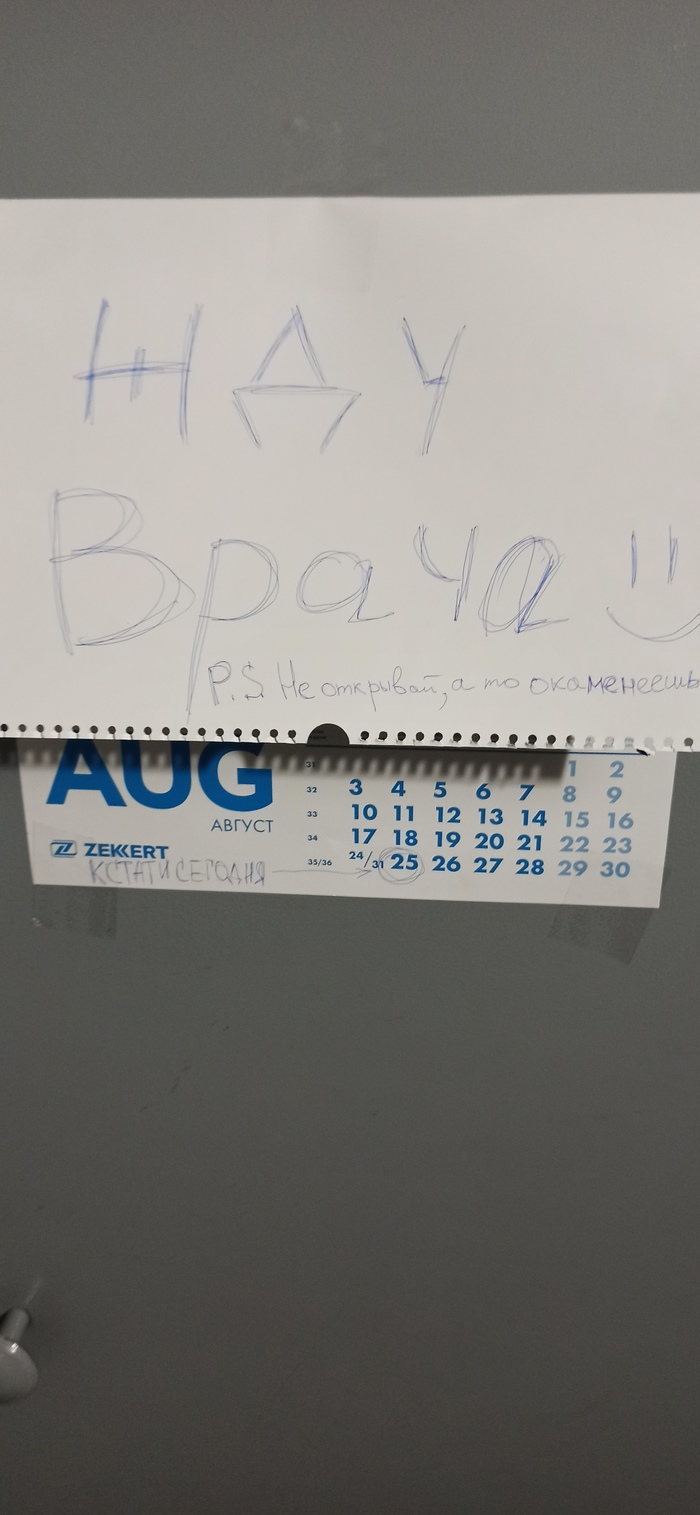 ЖДУ
Врача
P.S. Не открывай, а то окаменеешь
AUG
АВГУСТ
ZEKKERT
КСТАТИ СЕГОДНЯ
31 1 2
32 3 4 5 6 7 8 9
33 10 11 12 13 14 15 16
34 17 18 19 20 21 22 23
35/36 24/31 25 26 27 28 29 30